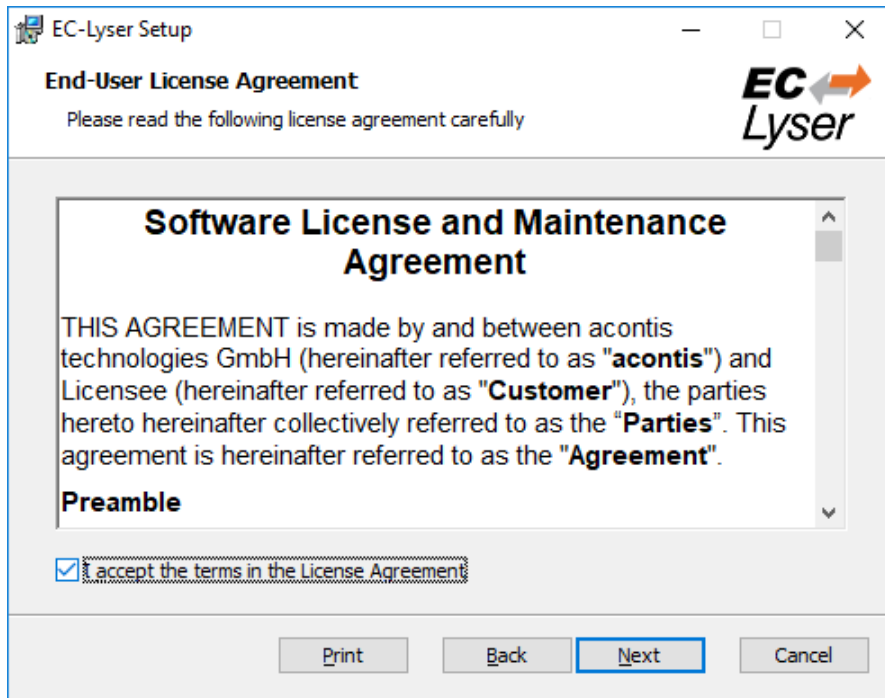 EC-Lyser Setup
End-User License Agreement
Please read the following license agreement carefully
EC
Lyser
Software License and Maintenance
Agreement
THIS AGREEMENT is made by and between acontis
technologies GmbH (hereinafter referred to as "acontis") and
Licensee (hereinafter referred to as "Customer"), the parties
hereto hereinafter collectively referred to as the “Parties”. This
agreement is hereinafter referred to as the "Agreement".
Preamble
I accept the terms in the License Agreement
Print
Back
Next
Cancel